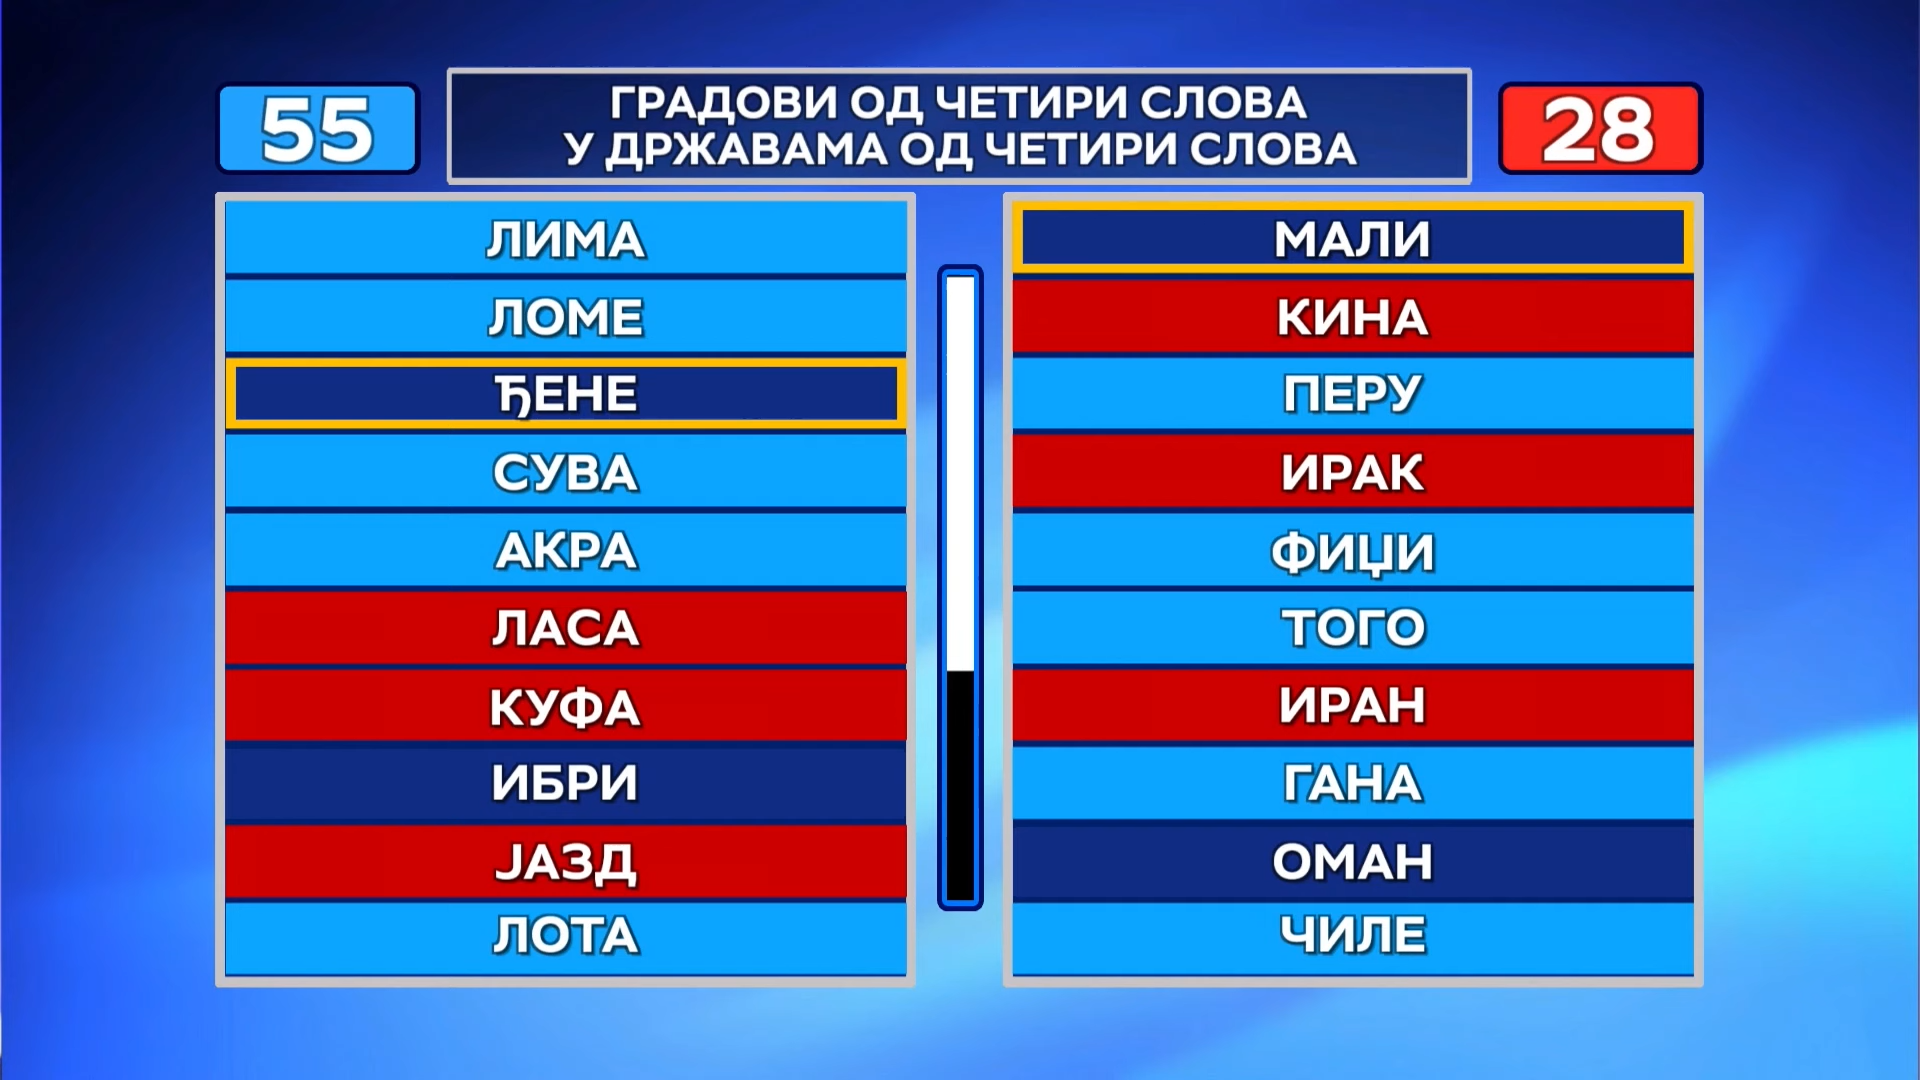 55
ГРАДОВИ ОД ЧЕТИРИ СЛОВА
У ДРЖАВАМА ОД ЧЕТИРИ СЛОВА
28
ЛИМА
ЛОМЕ
ЂЕНЕ
СУВА
АКРА
ЛАСА
КУФА
ИБРИ
ЈАЗД
ЛОТА
МАЛИ
КИНА
ПЕРУ
ИРАК
ФИЏИ
ТОГО
ИРАН
ГАНА
ОМАН
ЧИЛЕ